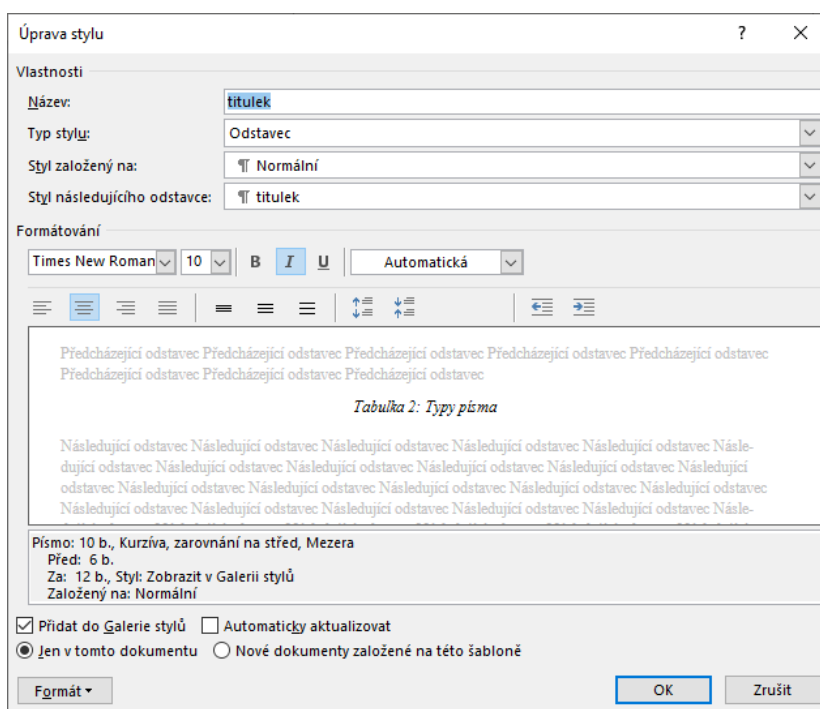 Úprava stylu ?
Vlastnosti
Název: titulek
Typ stylu: Odstavec
Styl založený na: ¶ Normální
Styl následujícího odstavce: ¶ titulek
Formátování
Times New Roman 10 B I U Automatická
Předcházející odstavec Předcházející odstavec Předcházející odstavec Předcházející odstavec Předcházející odstavec
Předcházející odstavec Předcházející odstavec Předcházející odstavec
Tabulka 2: Typy písma
Následující odstavec Následující odstavec Následující odstavec Následující odstavec Následující odstavec Násle-
dující odstavec Následující odstavec Následující odstavec Následující odstavec Následující odstavec Následující
odstavec Následující odstavec Následující odstavec Následující odstavec Následující odstavec Následující odstavec
Následující odstavec Následující odstavec Následující odstavec Následující odstavec Následující odstavec Násle-
Písmo: 10 b., Kurzíva, zarovnání na střed, Mezera
Před: 6 b.
Za: 12 b., Styl: Zobrazit v Galerii stylů
Založený na: Normální
Přidat do Galerie stylů Automaticky aktualizovat
Jen v tomto dokumentu Nové dokumenty založené na této šabloně
Formát OK Zrušit